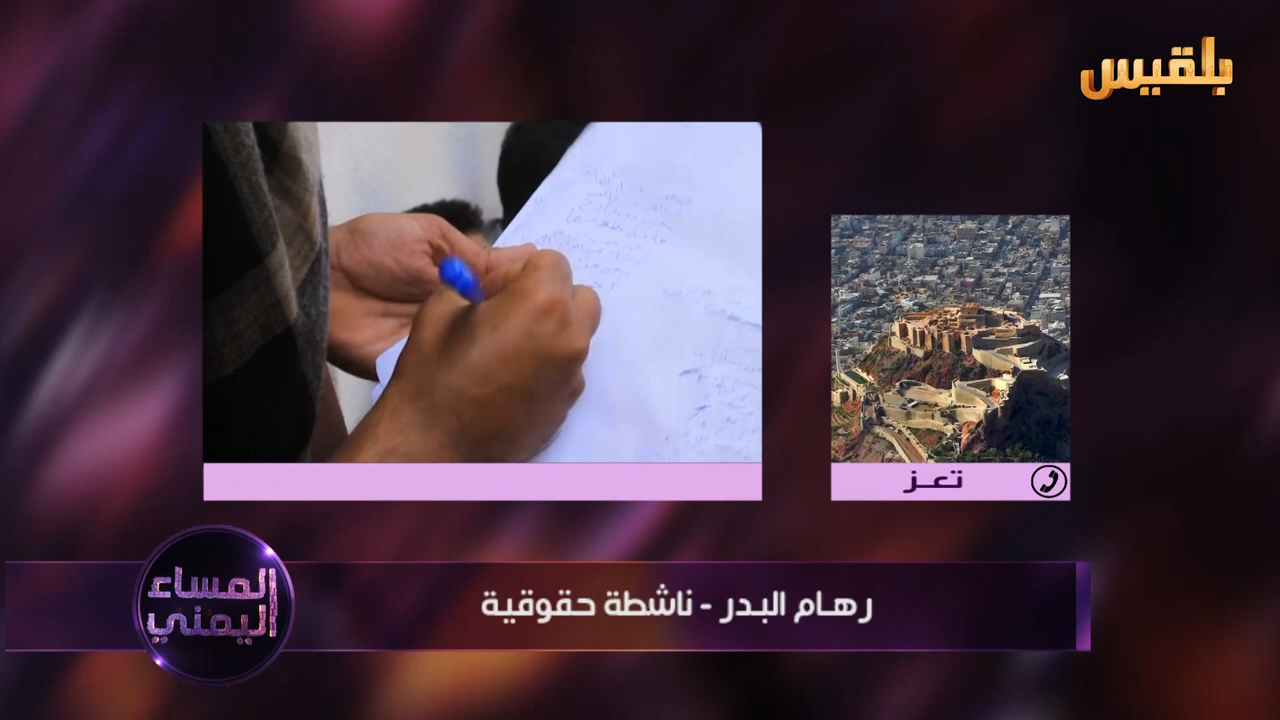 بلقيس
تعز
رهام البدر - ناشطة حقوقية
المساء
اليمني